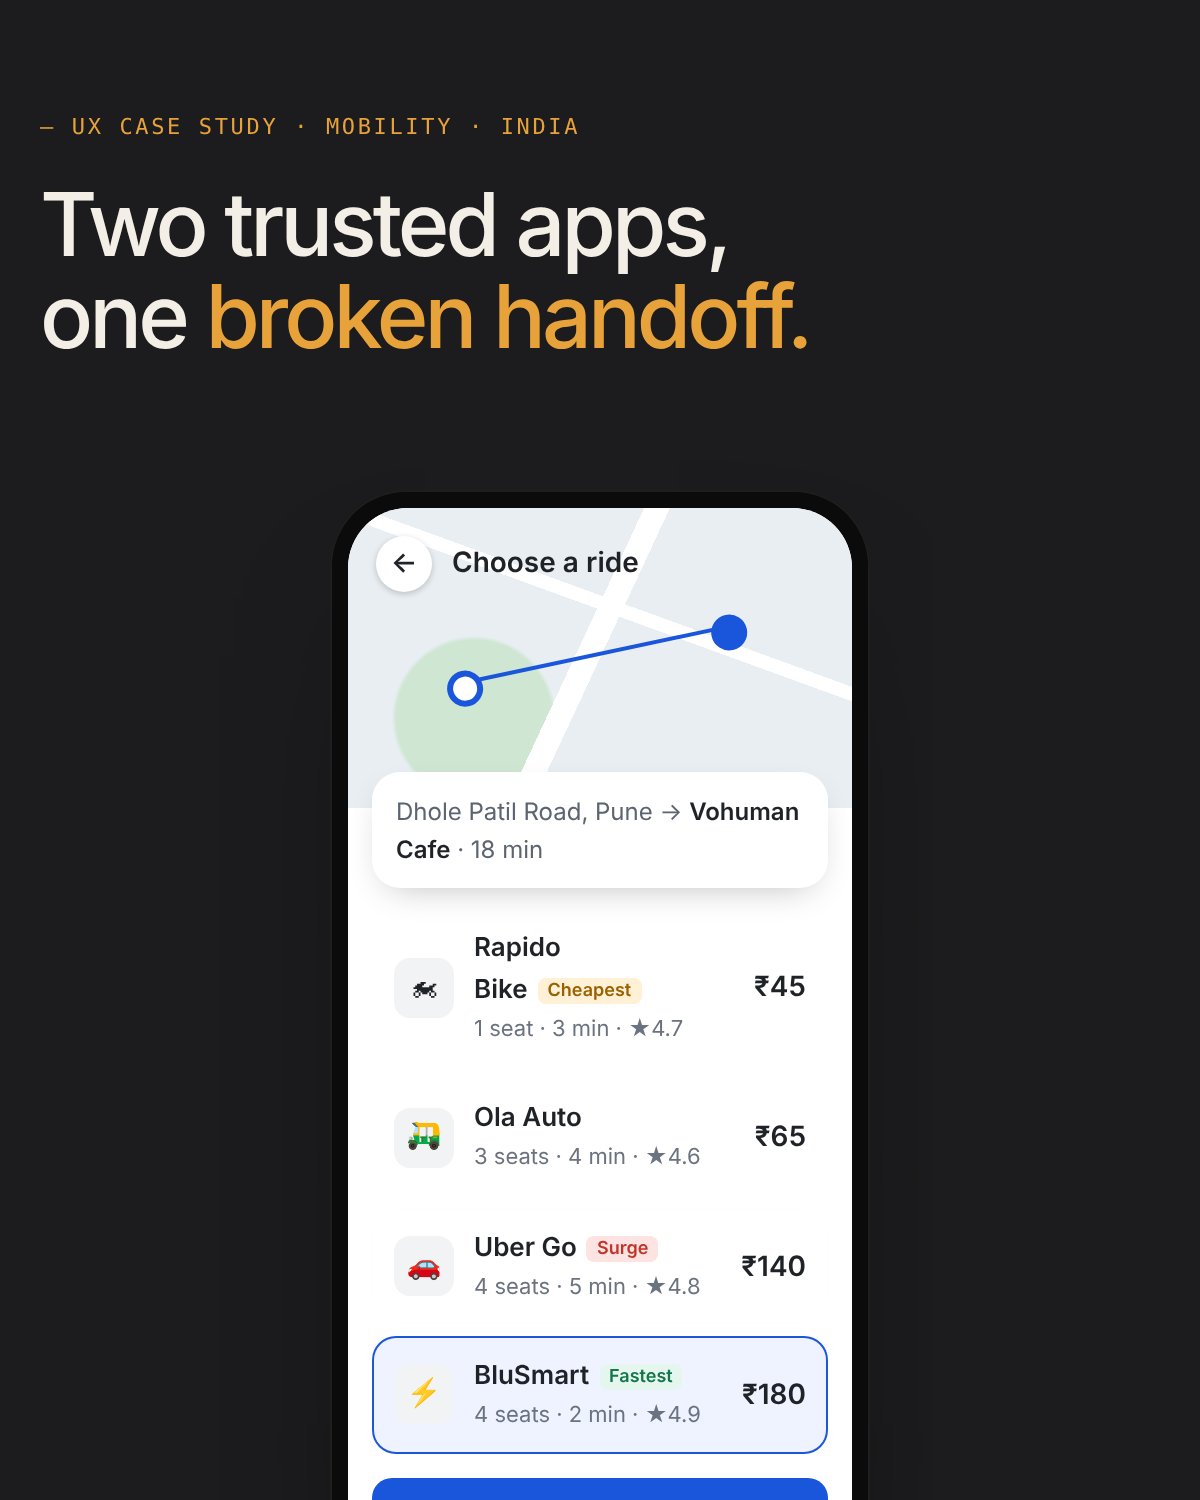 — UX CASE STUDY · MOBILITY · INDIA
Two trusted apps,
one broken handoff.
Choose a ride
Dhole Patil Road, Pune → Vohuman
Cafe · 18 min
Rapido
Bike Cheapest
₹45
1 seat · 3 min · ★4.7
Ola Auto
₹65
3 seats · 4 min · ★4.6
Uber Go Surge
₹140
4 seats · 5 min · ★4.8
BluSmart Fastest
₹180
4 seats · 2 min · ★4.9